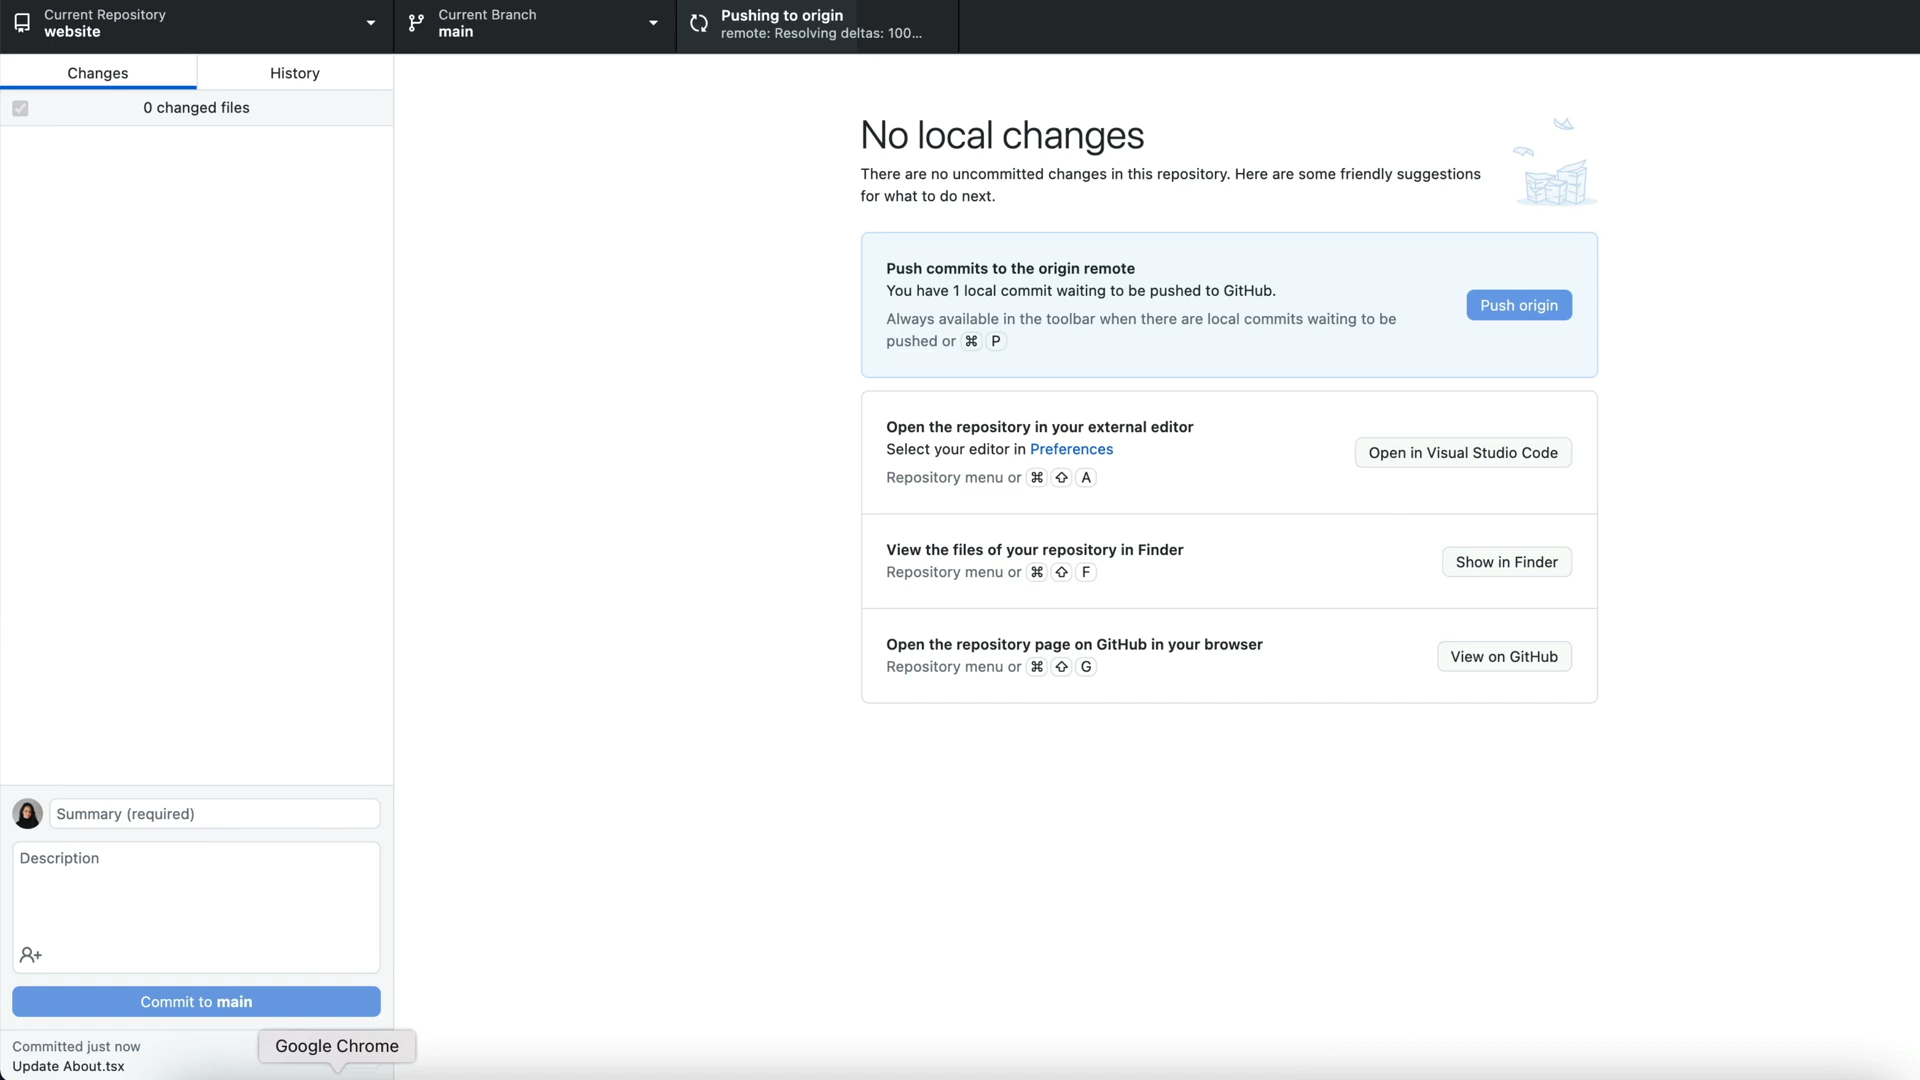 Current Repository
website
Current Branch
main
Pushing to origin
remote: Resolving deltas: 100...
Changes
History
0 changed files
No local changes
There are no uncommitted changes in this repository. Here are some friendly suggestions
for what to do next.
Push commits to the origin remote
You have 1 local commit waiting to be pushed to GitHub.
Always available in the toolbar when there are local commits waiting to be
pushed or ⌘ P
Push origin
Open the repository in your external editor
Select your editor in Preferences
Repository menu or ⌘ ⇧ A
Open in Visual Studio Code
View the files of your repository in Finder
Repository menu or ⌘ ⇧ F
Show in Finder
Open the repository page on GitHub in your browser
Repository menu or ⌘ ⇧ G
View on GitHub
Summary (required)
Description
Commit to main
Committed just now
Update About.tsx
Google Chrome